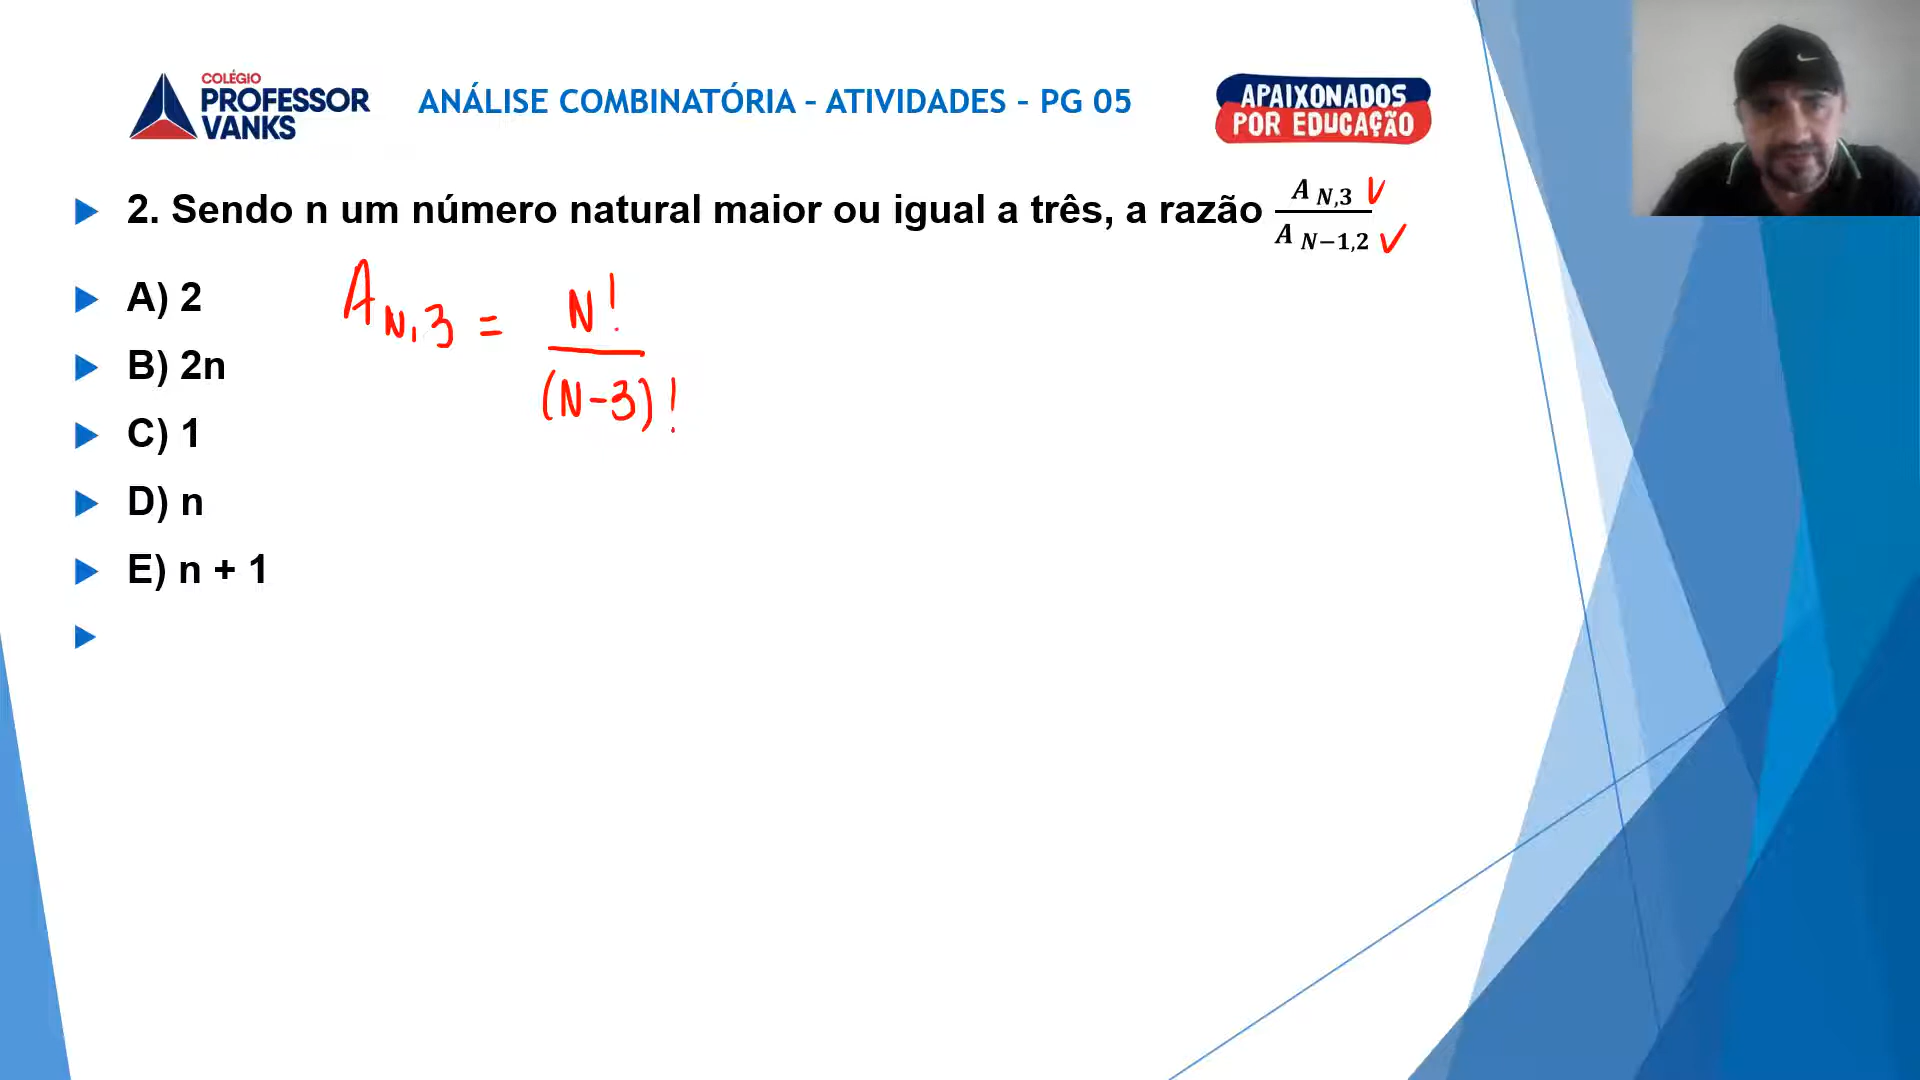 COLÉGIO
PROFESSOR
VANKS
ANÁLISE COMBINATÓRIA – ATIVIDADES – PG 05
APAIXONADOS
POR EDUCAÇÃO
2. Sendo n um número natural maior ou igual a três, a razão A N,3 / A N−1,2
A) 2
B) 2n
C) 1
D) n
E) n + 1
A N,3 = N! / (N-3)!